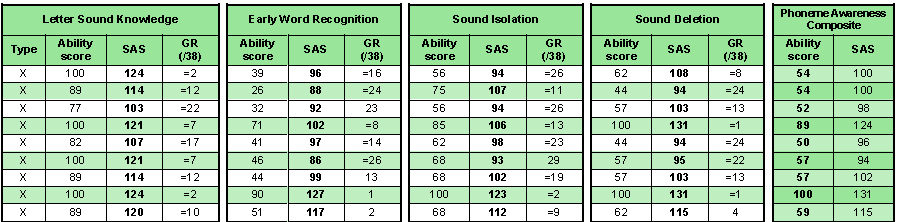 Letter Sound Knowledge Early Word Recognition Sound Isolation Sound Deletion Phoneme Awareness Composite
Type Ability score SAS GR (/38) Ability score SAS GR (/38) Ability score SAS GR (/38) Ability score SAS GR (/38) Ability score SAS
X 100 124 =2 39 96 =16 56 94 =26 62 108 =8 54 100
X 89 114 =12 26 88 =24 75 107 =11 44 94 =24 54 100
X 77 103 =22 32 92 23 56 94 =26 57 103 =13 52 98
X 100 121 =7 71 102 =8 85 106 =13 100 131 =1 89 124
X 82 107 =17 41 97 =14 62 98 =23 44 94 =24 50 96
X 100 121 =7 46 86 =26 68 93 29 57 95 =22 57 94
X 89 114 =12 44 99 13 68 102 =19 57 103 =13 57 102
X 100 124 =2 90 127 1 100 123 =2 100 131 =1 100 131
X 89 120 =10 51 117 2 68 112 =9 62 115 4 59 115